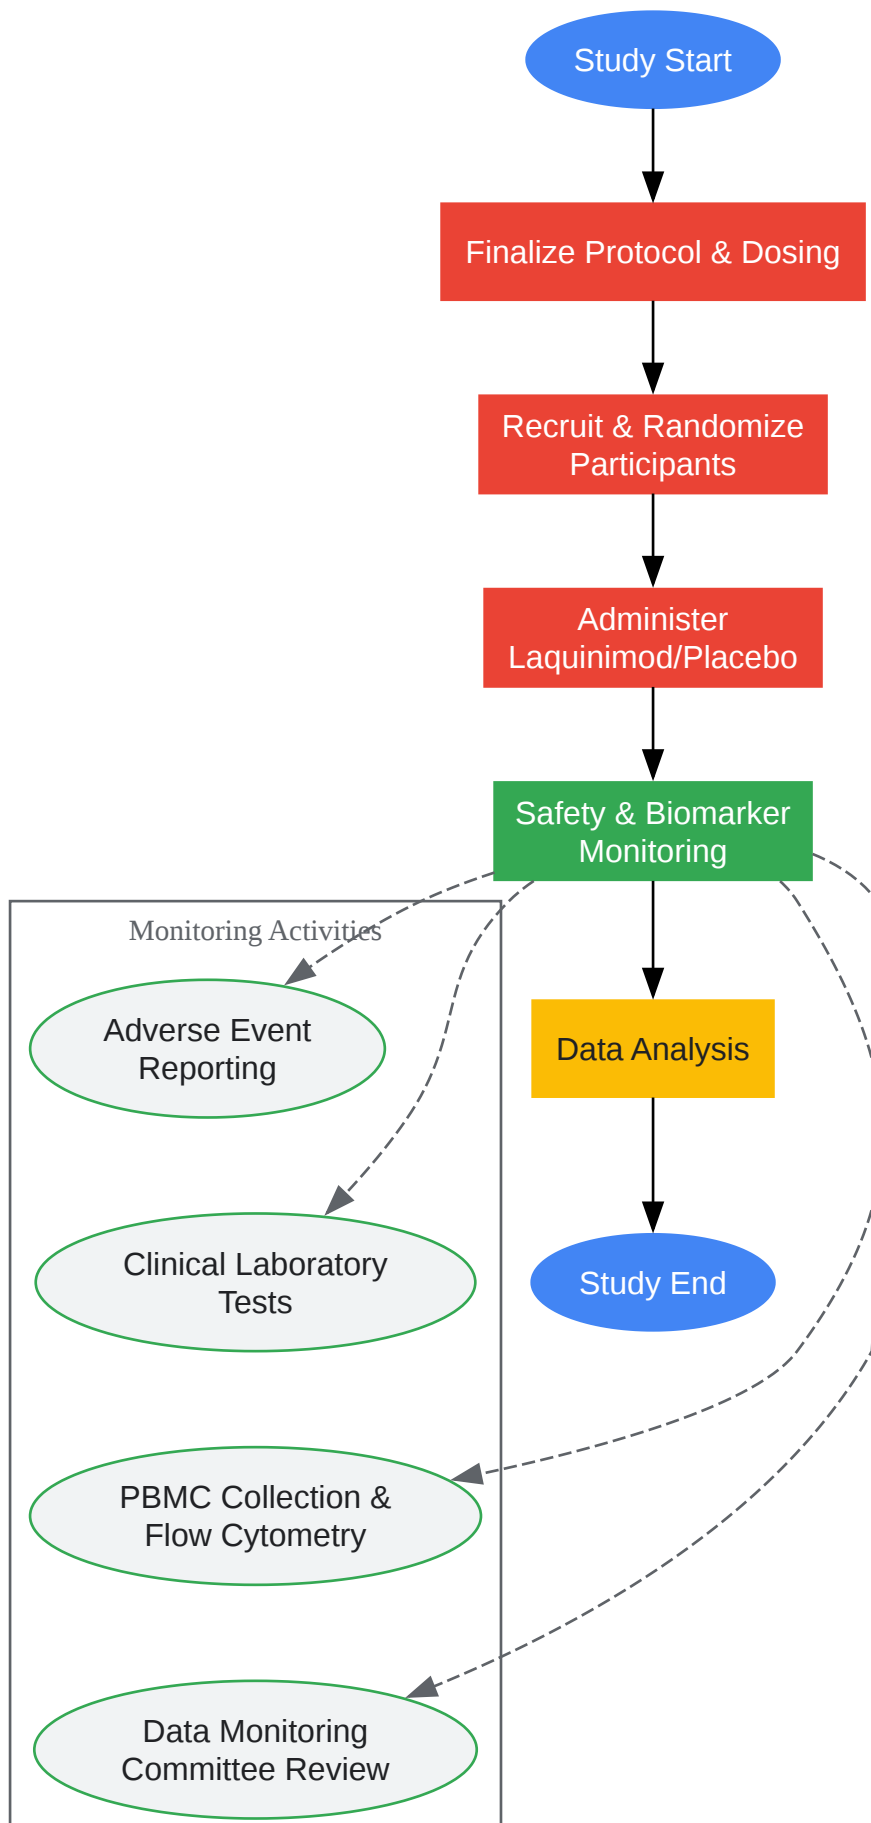 Study Start
Finalize Protocol & Dosing
Recruit & Randomize
Participants
Administer
Laquinimod/Placebo
Safety & Biomarker
Monitoring
Monitoring Activities
Adverse Event
Reporting
Data Analysis
Clinical Laboratory
Tests
Study End
PBMC Collection &
Flow Cytometry
Data Monitoring
Committee Review